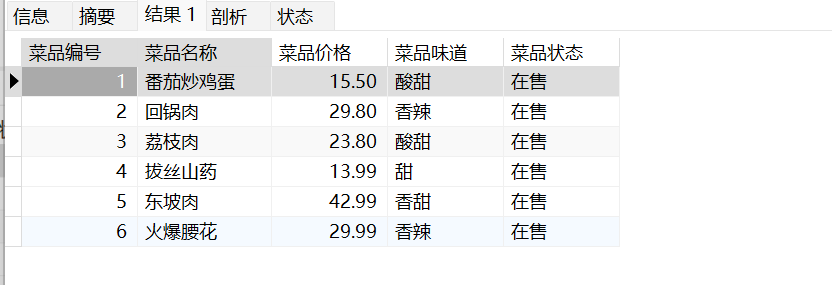 信息 摘要 结果 1 剖析 状态
菜品编号 菜品名称 菜品价格 菜品味道 菜品状态
1 番茄炒鸡蛋 15.50 酸甜 在售
2 回锅肉 29.80 香辣 在售
3 荔枝肉 23.80 酸甜 在售
4 拔丝山药 13.99 甜 在售
5 东坡肉 42.99 香甜 在售
6 火爆腰花 29.99 香辣 在售